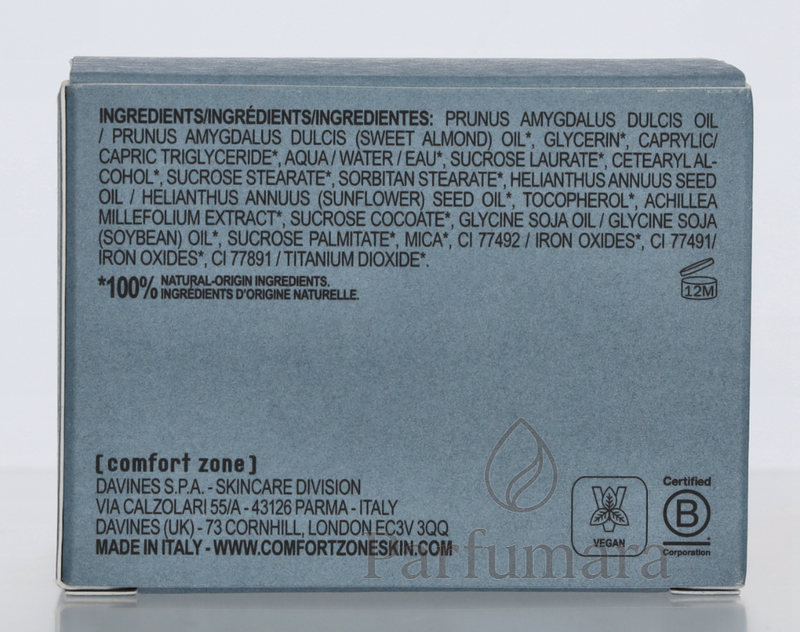 INGREDIENTS/INGRÉDIENTS/INGREDIENTES: PRUNUS AMYGDALUS DULCIS OIL
/ PRUNUS AMYGDALUS DULCIS (SWEET ALMOND) OIL*, GLYCERIN*, CAPRYLIC/
CAPRIC TRIGLYCERIDE*, AQUA / WATER / EAU*, SUCROSE LAURATE*, CETEARYL AL-
COHOL*, SUCROSE STEARATE*, SORBITAN STEARATE*, HELIANTHUS ANNUUS SEED
OIL / HELIANTHUS ANNUUS (SUNFLOWER) SEED OIL*, TOCOPHEROL*, ACHILLEA
MILLEFOLIUM EXTRACT*, SUCROSE COCOATE*, GLYCINE SOJA OIL / GLYCINE SOJA
(SOYBEAN) OIL*, SUCROSE PALMITATE*, MICA*, CI 77492 / IRON OXIDES*, CI 77491/
IRON OXIDES*, CI 77891 / TITANIUM DIOXIDE*.
*100% NATURAL-ORIGIN INGREDIENTS.
INGRÉDIENTS D'ORIGINE NATURELLE.
12M
[comfort zone]
DAVINES S.P.A. - SKINCARE DIVISION
VIA CALZOLARI 55/A - 43126 PARMA - ITALY
DAVINES (UK) - 73 CORNHILL, LONDON EC3V 3QQ
MADE IN ITALY - WWW.COMFORTZONESKIN.COM
VEGAN
Certified
B
Corporation
Parfumara